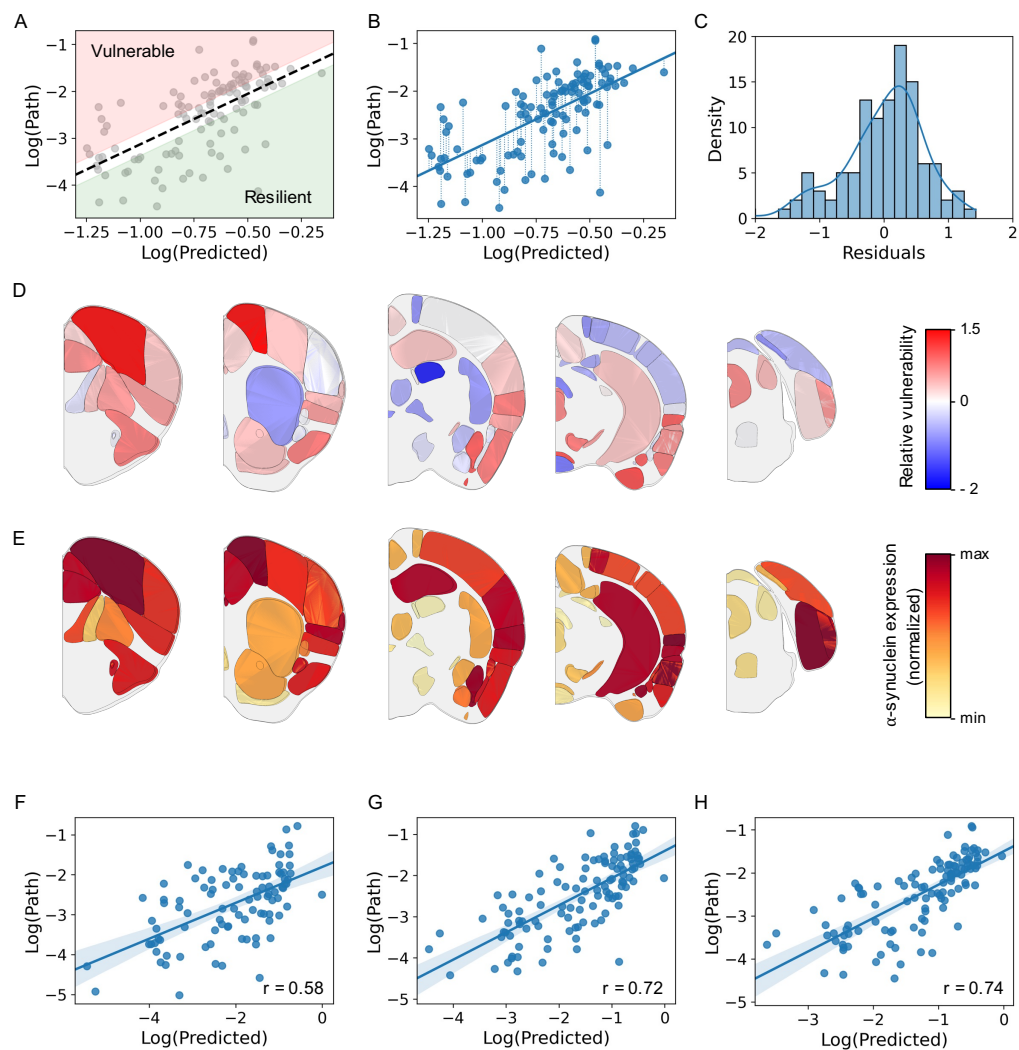 A
Vulnerable
Resilient
Log(Path)
−1
−2
−3
−4
−1.25
−1.00
−0.75
−0.50
−0.25
Log(Predicted)
B
Log(Path)
−1
−2
−3
−4
−1.25
−1.00
−0.75
−0.50
−0.25
Log(Predicted)
C
Density
20
15
10
5
0
−2
−1
0
1
2
Residuals
D
Relative vulnerability
1.5
0
- 2
E
α-synuclein expression
(normalized)
max
min
F
Log(Path)
−1
−2
−3
−4
−5
r = 0.58
−4
−2
0
Log(Predicted)
G
Log(Path)
−1
−2
−3
−4
−5
r = 0.72
−4
−3
−2
−1
0
Log(Predicted)
H
Log(Path)
−1
−2
−3
−4
−5
r = 0.74
−3
−2
−1
0
Log(Predicted)